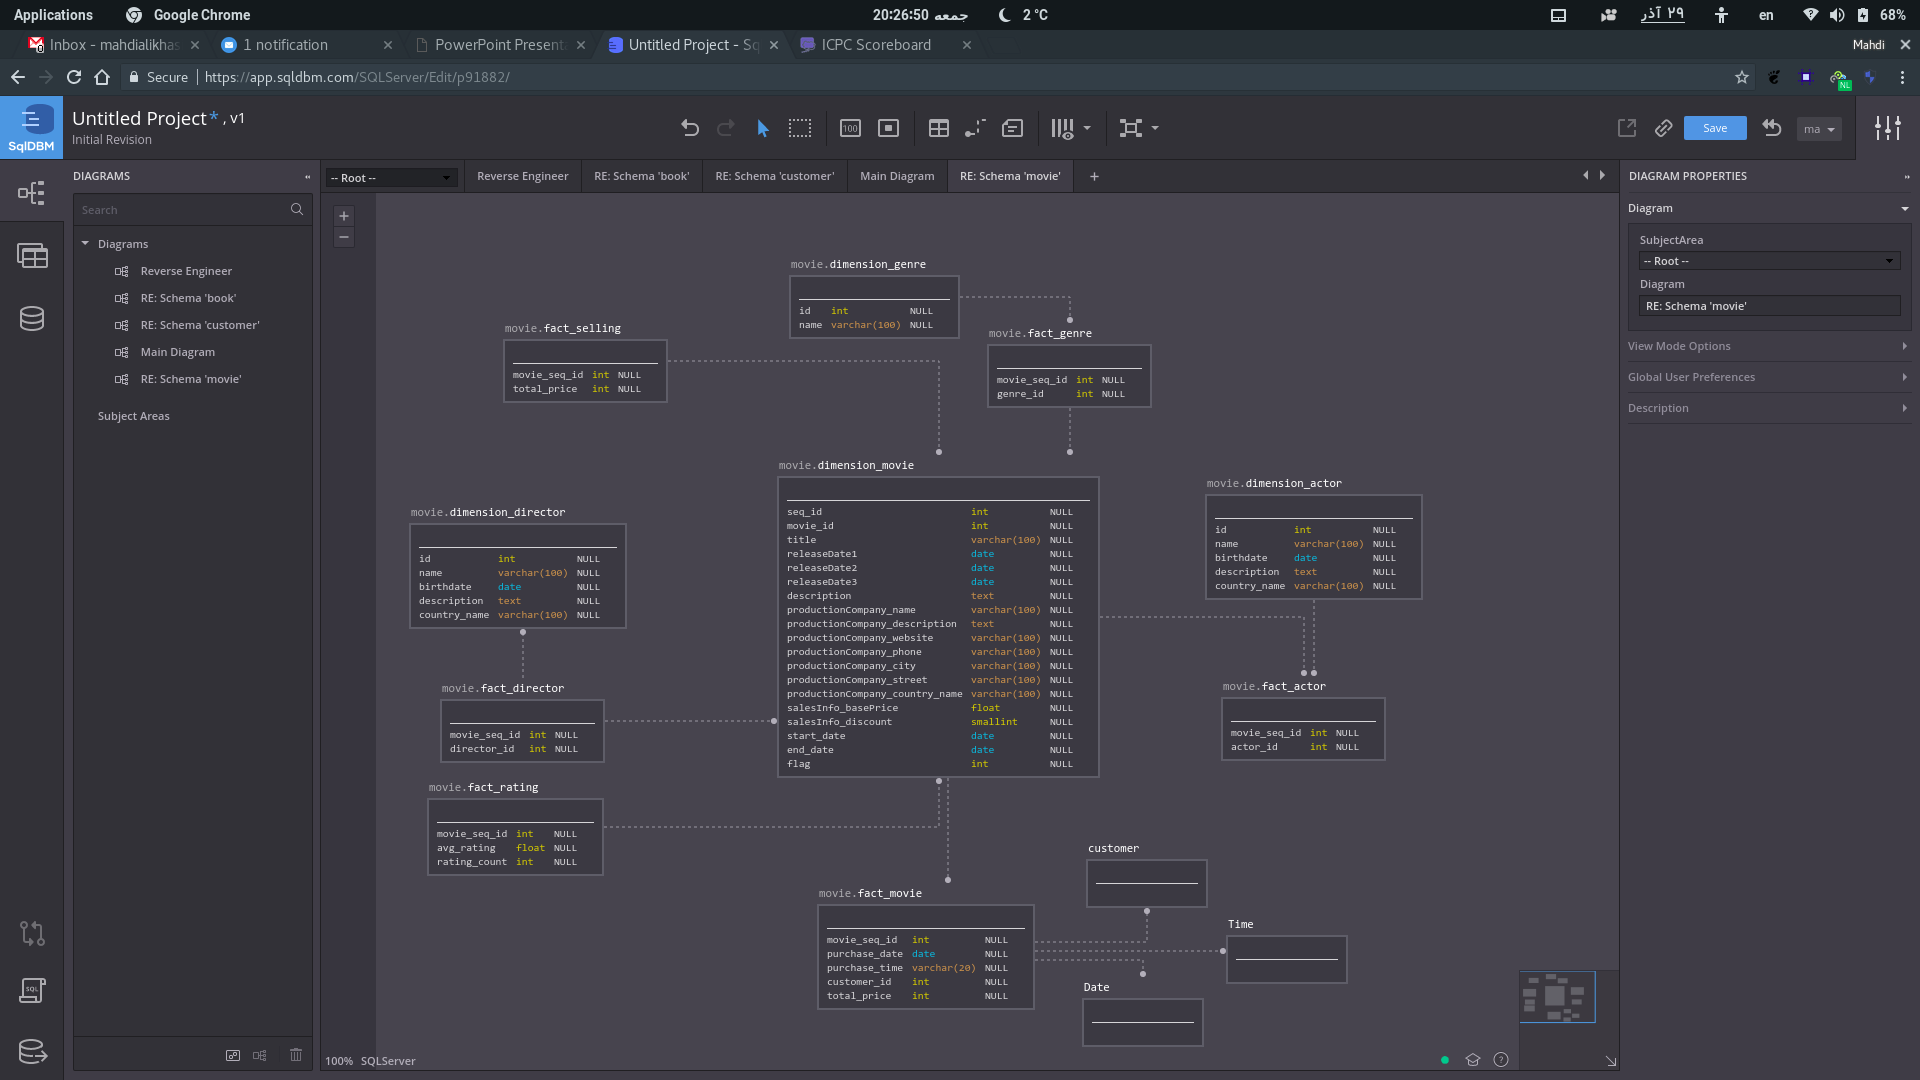 Applications Google Chrome جمعه 20:26:50 2 °C ۲۹ آذر en 68%
Inbox - mahdialikhas 1 notification PowerPoint Presenta Untitled Project - Sq ICPC Scoreboard Mahdi
Secure https://app.sqldbm.com/SQLServer/Edit/p91882/
SqlDBM
Untitled Project* , v1
Initial Revision
100
Save
ma
DIAGRAMS
Search
Diagrams
Reverse Engineer
RE: Schema 'book'
RE: Schema 'customer'
Main Diagram
RE: Schema 'movie'
Subject Areas
SQL
-- Root -- Reverse Engineer RE: Schema 'book' RE: Schema 'customer' Main Diagram RE: Schema 'movie' +
+
−
movie.dimension_genre
id int NULL
name varchar(100) NULL
movie.fact_selling
movie_seq_id int NULL
total_price int NULL
movie.fact_genre
movie_seq_id int NULL
genre_id int NULL
movie.dimension_movie
seq_id int NULL
movie_id int NULL
title varchar(100) NULL
releaseDate1 date NULL
releaseDate2 date NULL
releaseDate3 date NULL
description text NULL
productionCompany_name varchar(100) NULL
productionCompany_description text NULL
productionCompany_website varchar(100) NULL
productionCompany_phone varchar(100) NULL
productionCompany_city varchar(100) NULL
productionCompany_street varchar(100) NULL
productionCompany_country_name varchar(100) NULL
salesInfo_basePrice float NULL
salesInfo_discount smallint NULL
start_date date NULL
end_date date NULL
flag int NULL
movie.dimension_actor
id int NULL
name varchar(100) NULL
birthdate date NULL
description text NULL
country_name varchar(100) NULL
movie.dimension_director
id int NULL
name varchar(100) NULL
birthdate date NULL
description text NULL
country_name varchar(100) NULL
movie.fact_director
movie_seq_id int NULL
director_id int NULL
movie.fact_actor
movie_seq_id int NULL
actor_id int NULL
movie.fact_rating
movie_seq_id int NULL
avg_rating float NULL
rating_count int NULL
movie.fact_movie
movie_seq_id int NULL
purchase_date date NULL
purchase_time varchar(20) NULL
customer_id int NULL
total_price int NULL
customer
Time
Date
100% SQLServer
?
DIAGRAM PROPERTIES
Diagram
SubjectArea
-- Root --
Diagram
RE: Schema 'movie'
View Mode Options
Global User Preferences
Description